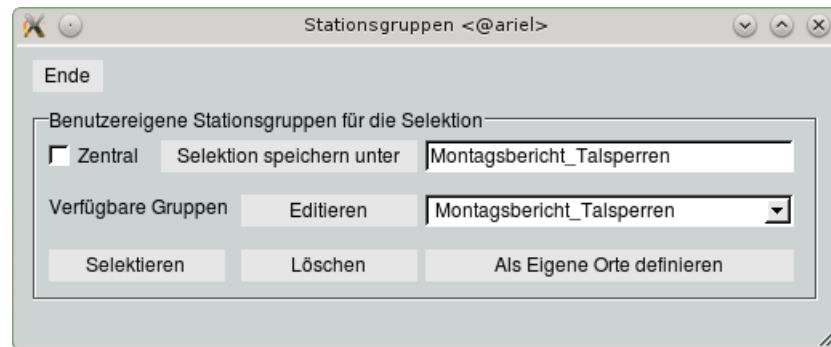 Stationsgruppen <@ariel>
Ende
Benutzereigene Stationsgruppen für die Selektion
Zentral Selektion speichern unter Montagsbericht_Talsperren
Verfügbare Gruppen Editieren Montagsbericht_Talsperren
Selektieren Löschen Als Eigene Orte definieren